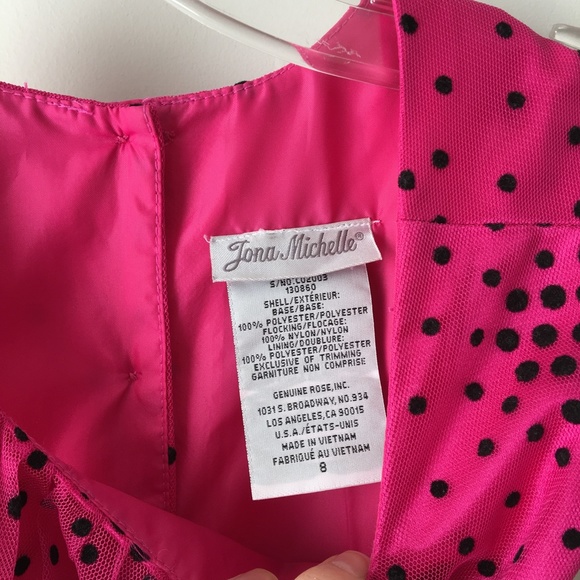 Jona Michelle®
S/NO.CO2003
130860
SHELL/EXTÉRIEUR:
BASE/BASE:
100% POLYESTER/POLYESTER
FLOCKING/FLOCAGE:
100% NYLON/NYLON
LINING/DOUBLURE:
100% POLYESTER/POLYESTER
EXCLUSIVE OF TRIMMING
GARNITURE NON COMPRISE
GENUINE ROSE,INC.
1031 S.BROADWAY, NO.934
LOS ANGELES, CA 90015
U.S.A./ÉTATS-UNIS
MADE IN VIETNAM
FABRIQUÉ AU VIETNAM
8